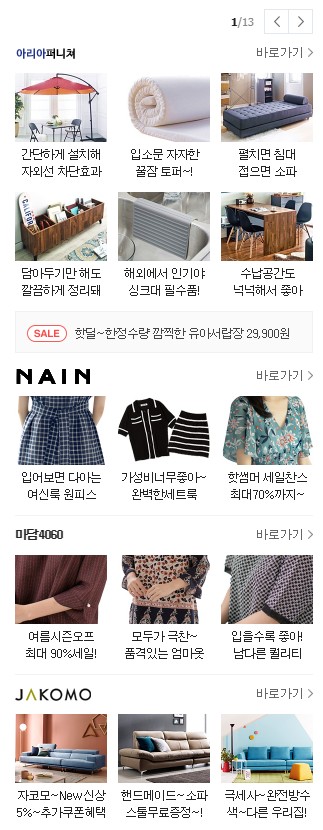 1/13
아리아퍼니쳐
바로가기
간단하게 설치해
자외선 차단효과
입소문 자자한
꿀잠 토퍼~!
펼치면 침대
접으면 소파
CALIFOR
담아두기만 해도
깔끔하게 정리돼
해외에서 인기야
싱크대 필수품!
수납공간도
넉넉해서 좋아
SALE 핫딜~한정수량 깜찍한 유아서랍장 29,900원
NAIN
바로가기
입어보면 다아는
여신룩 원피스
가성비너무좋아~
완벽한세트룩
핫썸머 세일찬스
최대70%까지~
마담4060
바로가기
여름시즌오프
최대 90%세일!
모두가 극찬~
품격있는 엄마옷
입을수록 좋아!
남다른 퀄리티
JAKOMO
바로가기
자코모~New신상
5%~추가쿠폰혜택
핸드메이드~ 소파
스툴무료증정~!
극세사~완전방수
색~다른 우리집!